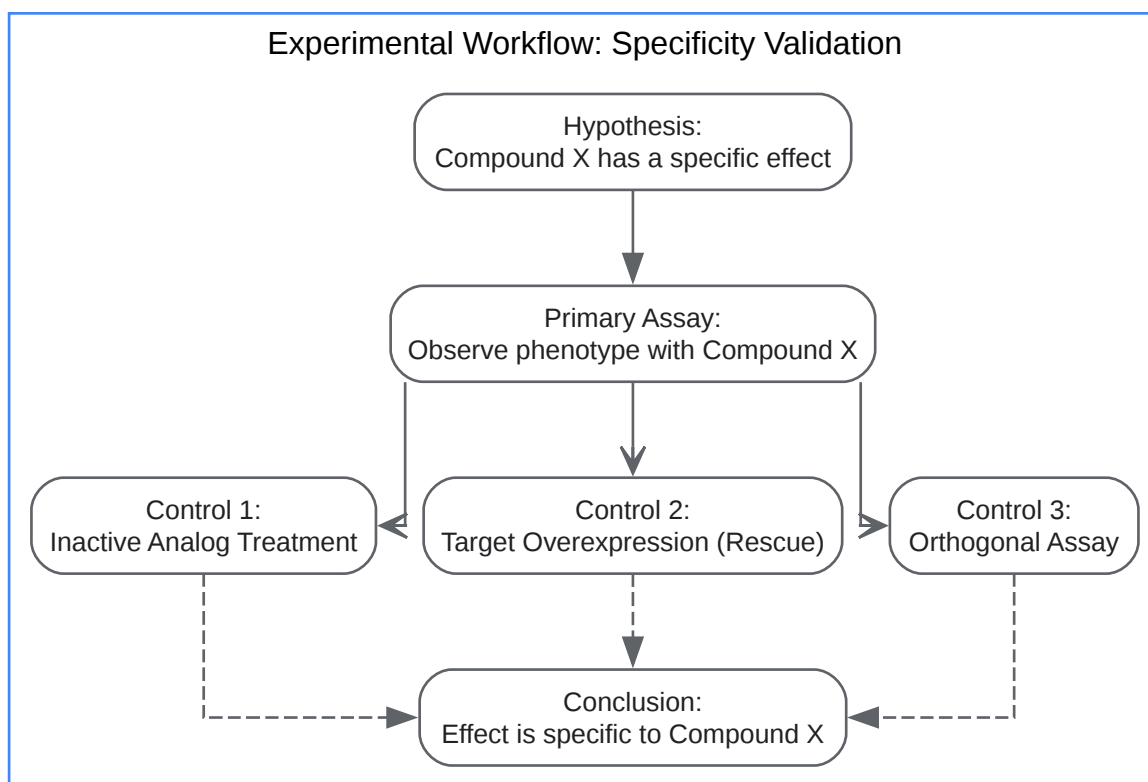 Experimental Workflow: Specificity Validation
Hypothesis:
Compound X has a specific effect
Primary Assay:
Observe phenotype with Compound X
Control 1:
Inactive Analog Treatment
Control 2:
Target Overexpression (Rescue)
Control 3:
Orthogonal Assay
Conclusion:
Effect is specific to Compound X